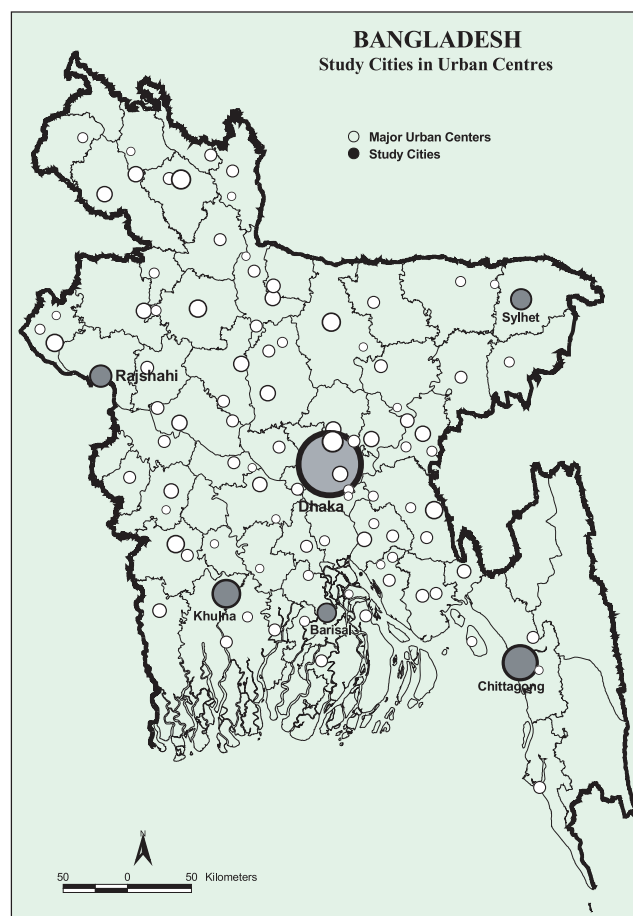 BANGLADESH
Study Cities in Urban Centres
Major Urban Centers
Study Cities
Sylhet
Rajshahi
Dhaka
Khulna
Barisal
Chittagong
N
50 0 50 Kilometers